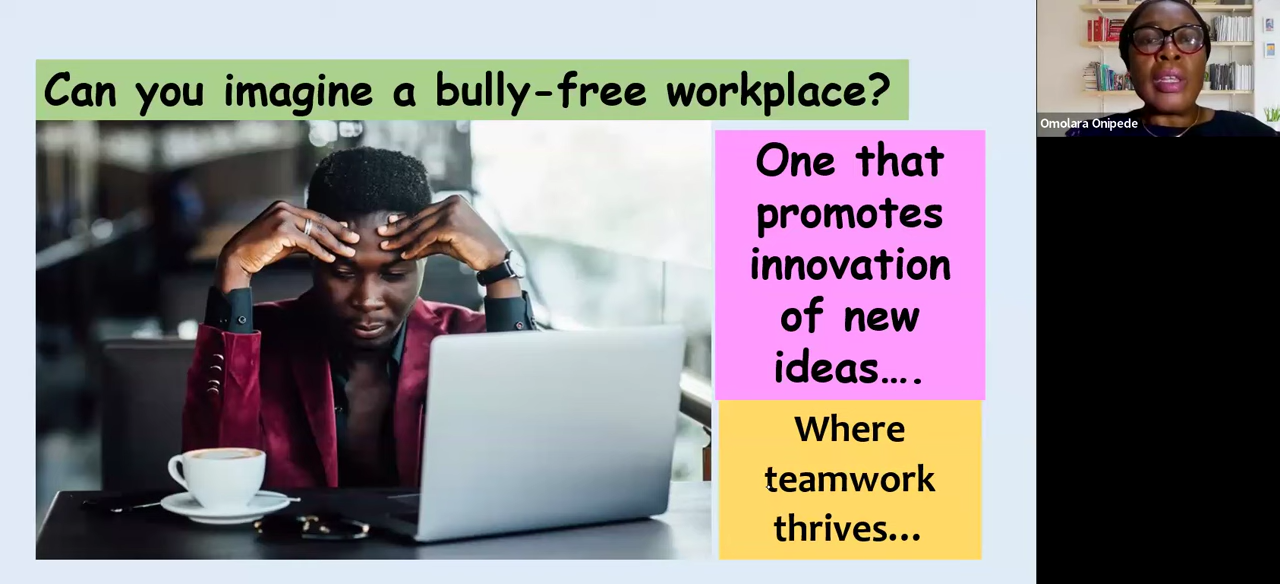 Can you imagine a bully-free workplace?
One that
promotes
innovation
of new
ideas....
Where
teamwork
thrives...
Omolara Onipede